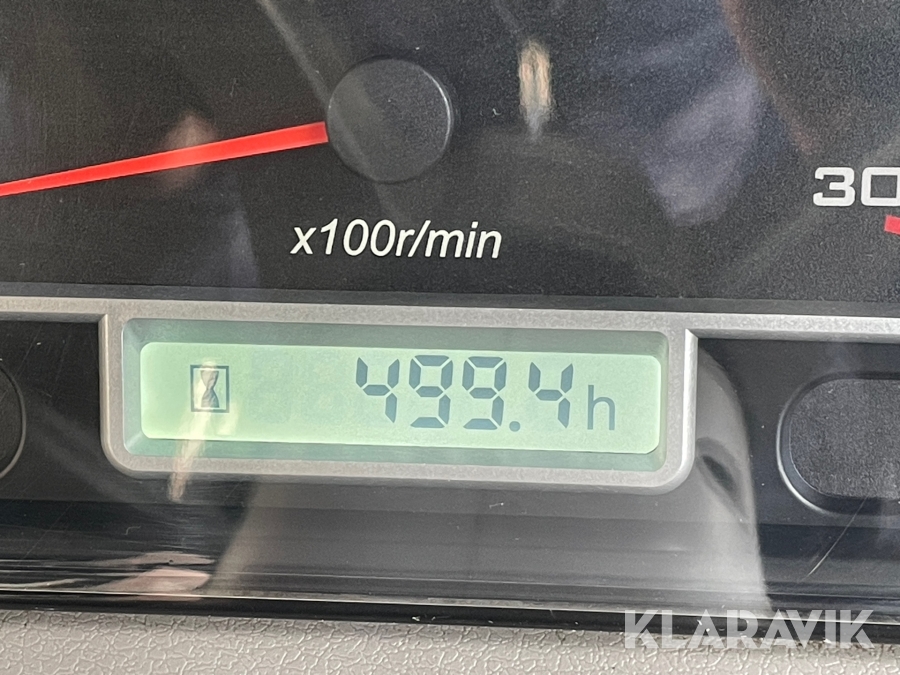 30
x100r/min
499.4h
KLARAVIK